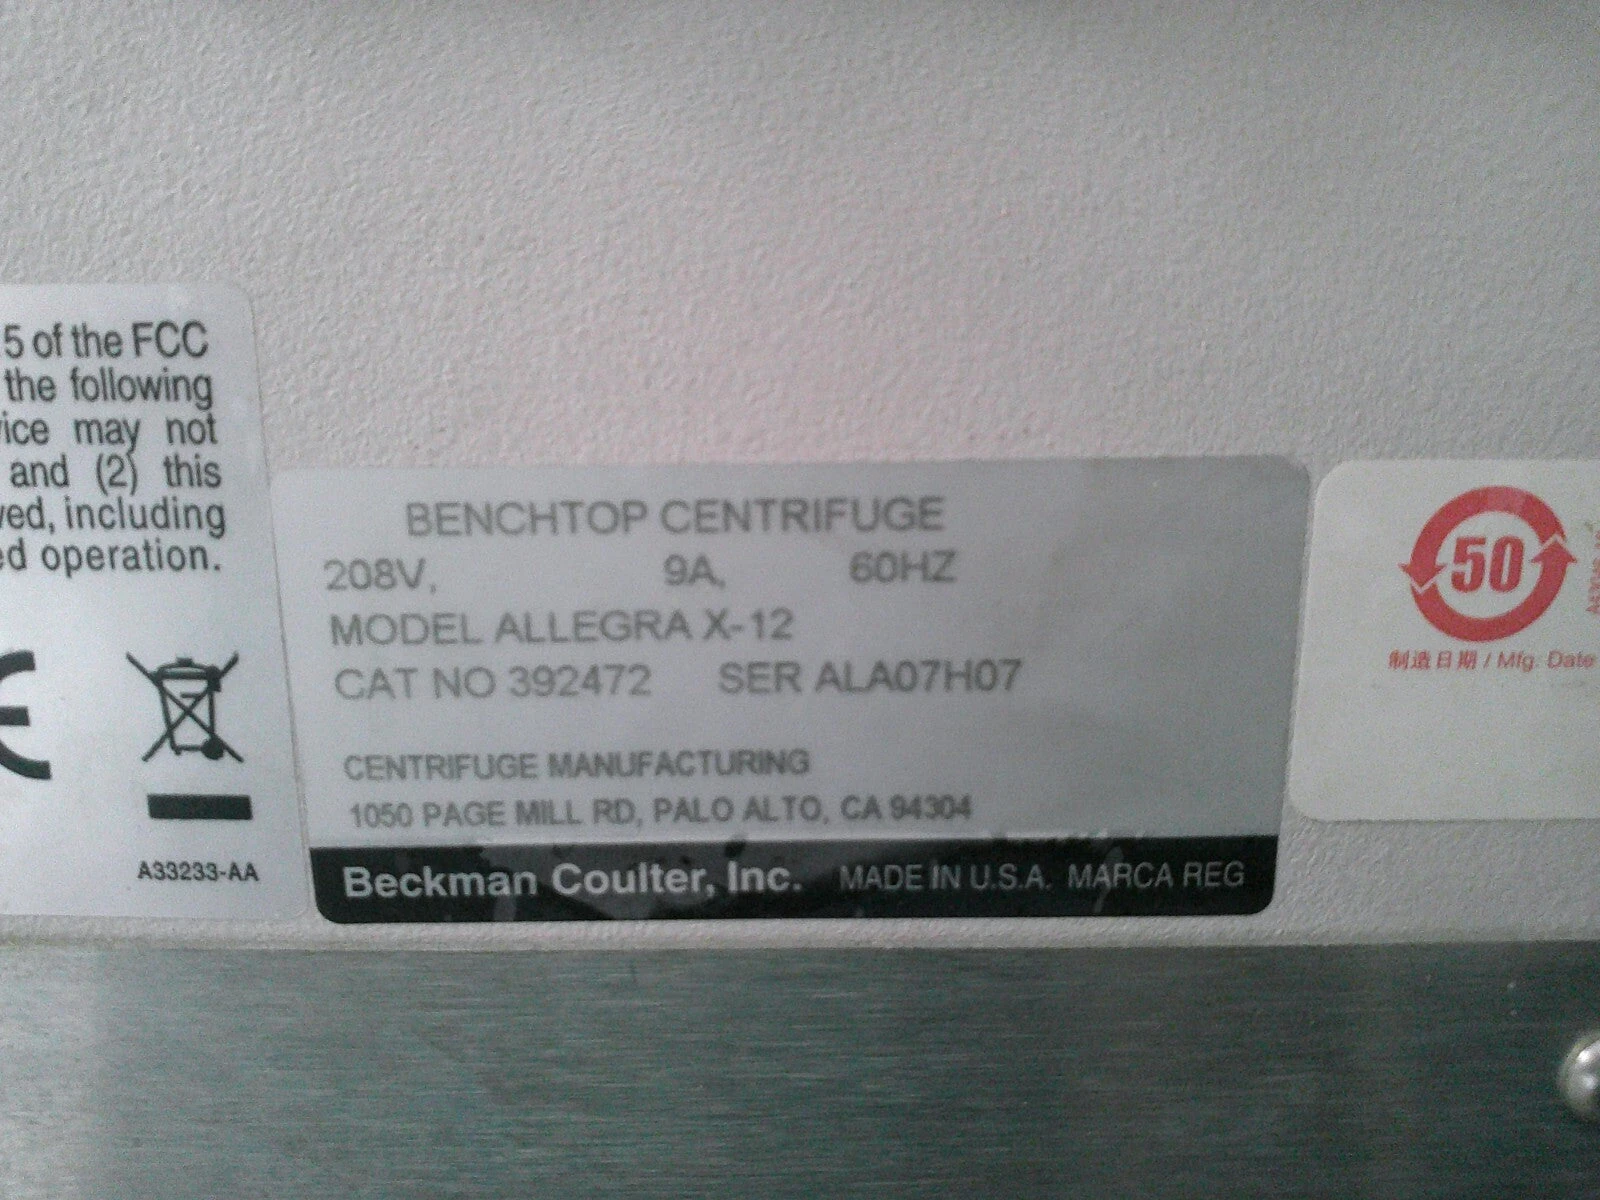 5 of the FCC
the following
ice may not
and (2) this
ved, including
ed operation.
CE
A33233-AA
BENCHTOP CENTRIFUGE
208V, 9A, 60HZ
MODEL ALLEGRA X-12
CAT NO 392472 SER ALA07H07
CENTRIFUGE MANUFACTURING
1050 PAGE MILL RD, PALO ALTO, CA 94304
Beckman Coulter, Inc. MADE IN U.S.A. MARCA REG
50
制造日期 / Mfg. Date